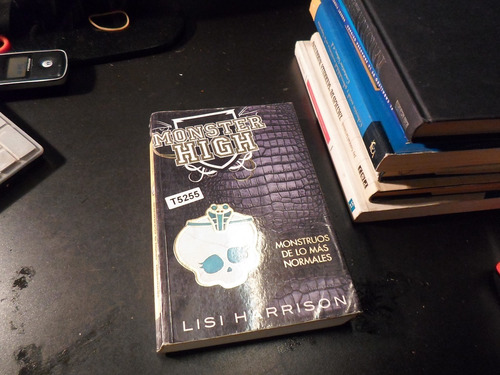 MONSTER
HIGH
T5255
MONSTRUOS
DE LO MÁS
NORMALES
LISI HARRISON